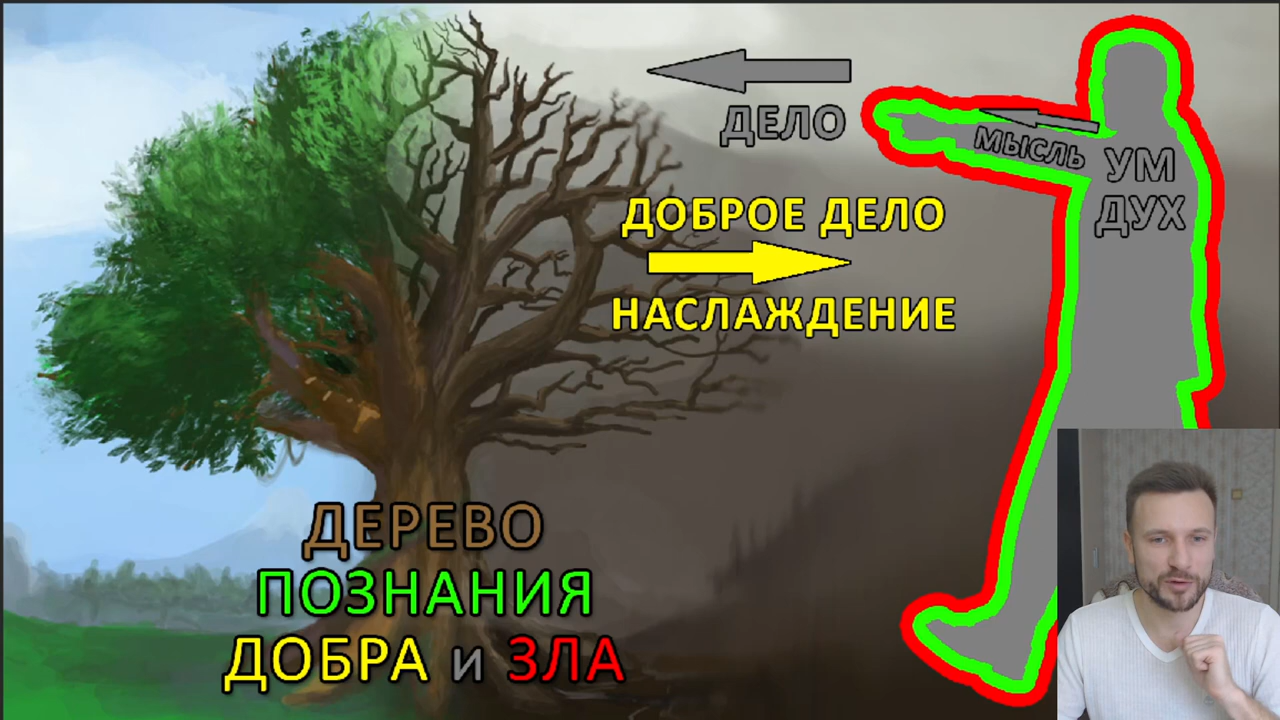 ДЕЛО
МЫСЛЬ
УМ
ДУХ
ДОБРОЕ ДЕЛО
НАСЛАЖДЕНИЕ
ДЕРЕВО
ПОЗНАНИЯ
ДОБРА и ЗЛА